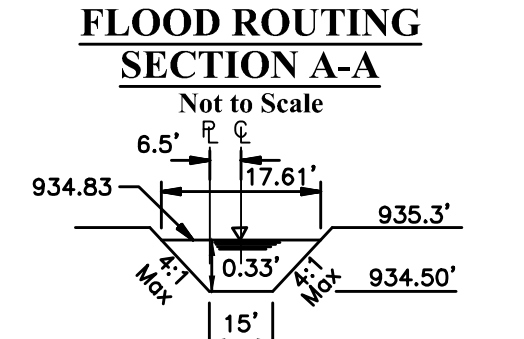 FLOOD ROUTING
SECTION A-A
Not to Scale
PL CL
6.5'
17.61'
934.83
935.3'
4:1 Max
0.33'
4:1 Max
934.50'
15'